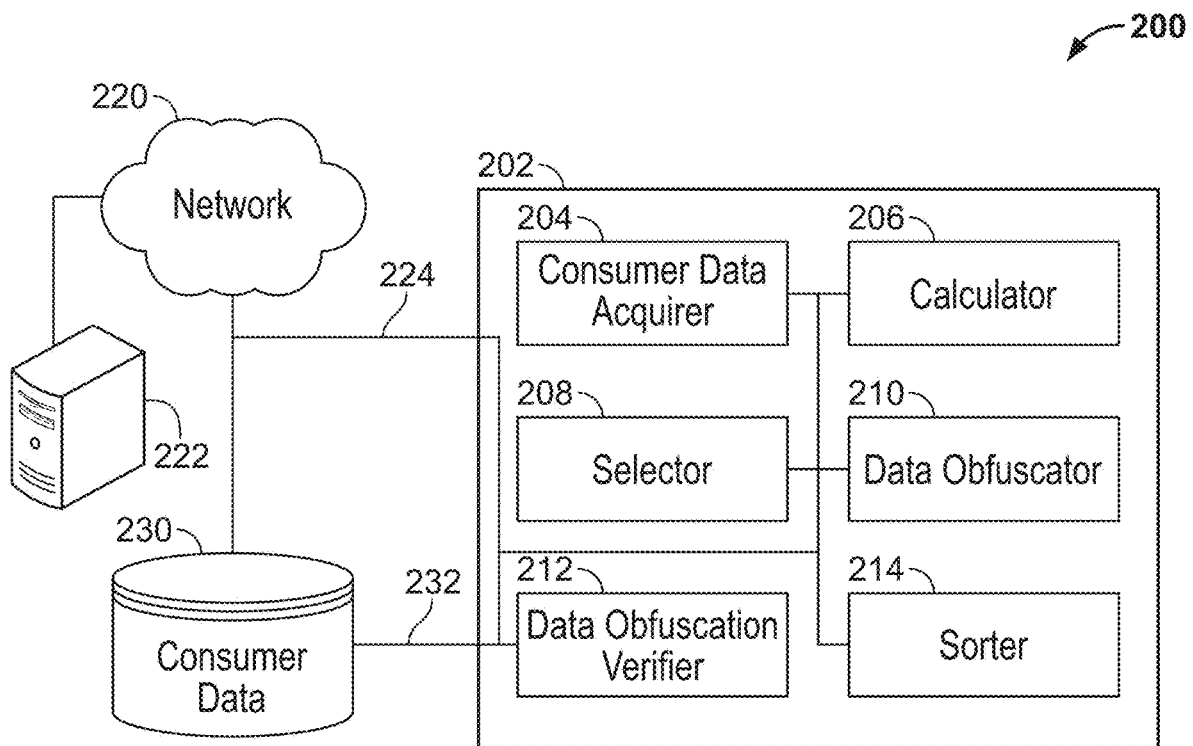 200
220
Network
202
204
Consumer Data
Acquirer
206
Calculator
224
222
208
Selector
210
Data Obfuscator
230
Consumer
Data
232
212
Data Obfuscation
Verifier
214
Sorter